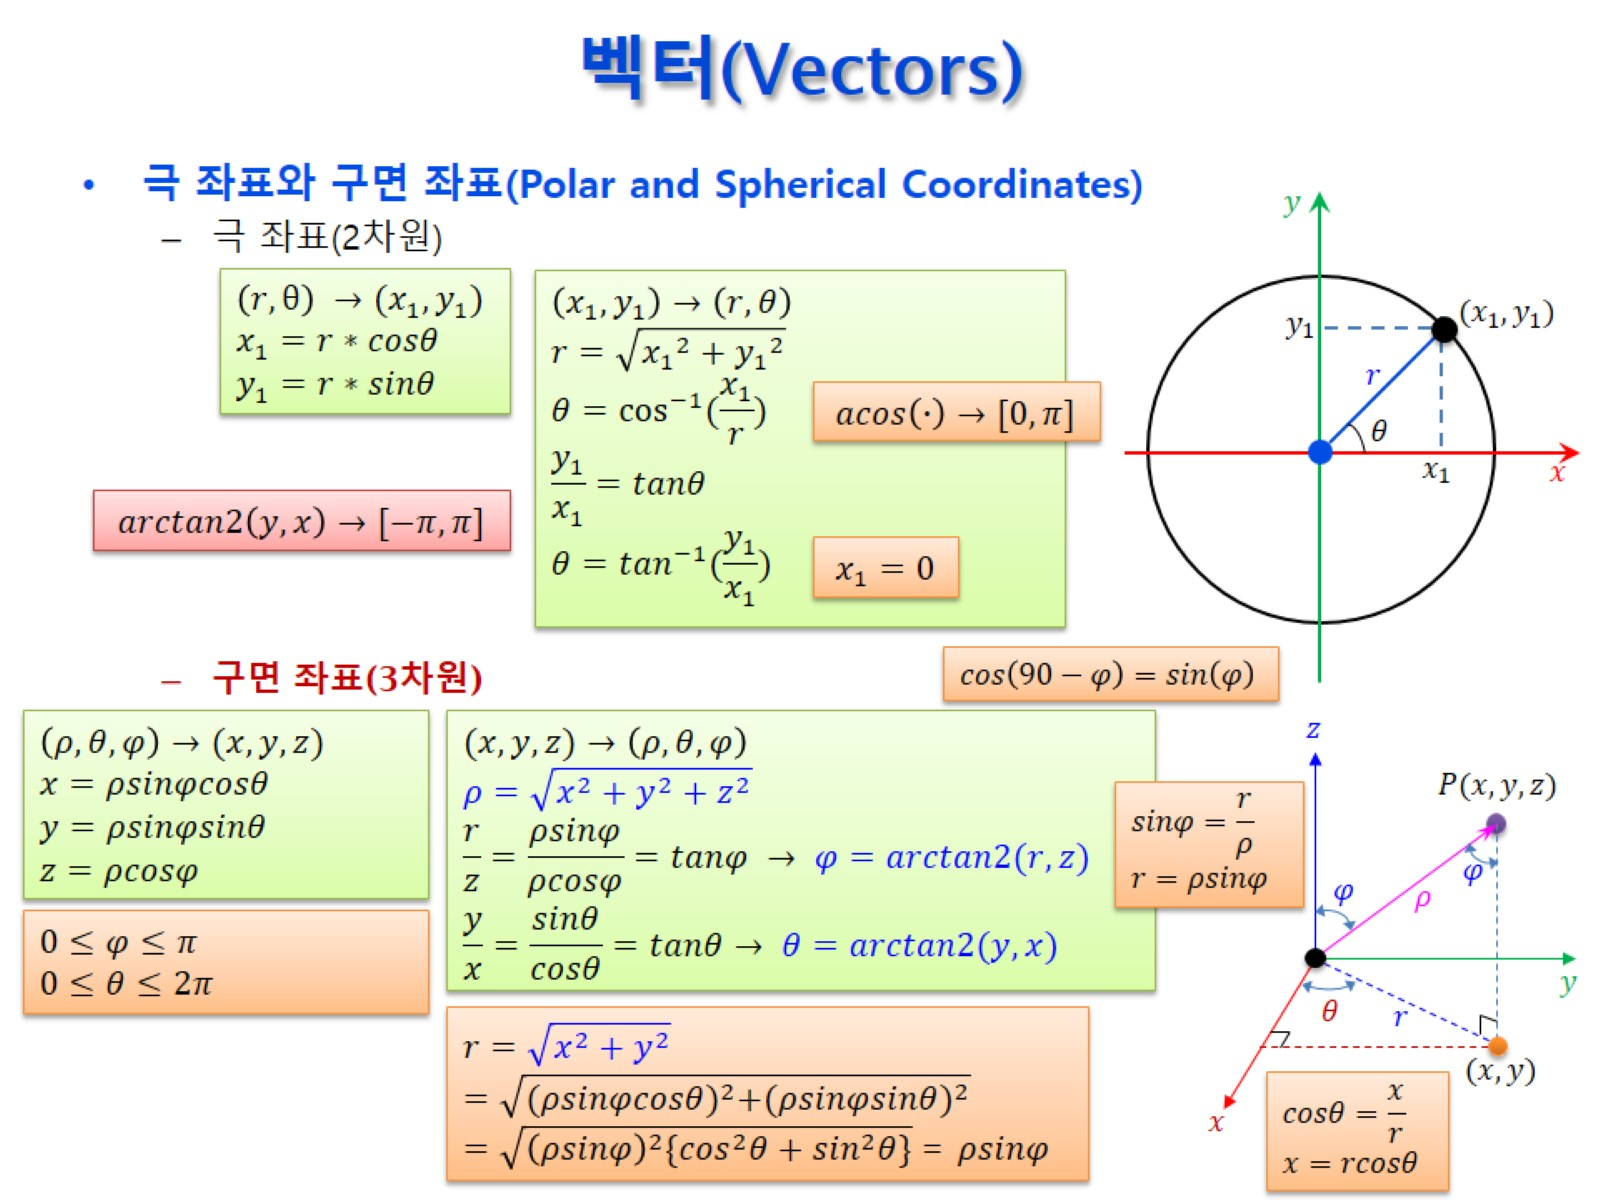 벡터(Vectors)
• 극 좌표와 구면 좌표(Polar and Spherical Coordinates)
– 극 좌표(2차원)
(r, θ) → (x₁, y₁)
x₁ = r ∗ cosθ
y₁ = r ∗ sinθ
(x₁, y₁) → (r, θ)
r = √(x₁² + y₁²)
θ = cos⁻¹(x₁/r)
acos(·) → [0, π]
y₁/x₁ = tanθ
θ = tan⁻¹(y₁/x₁)
x₁ = 0
arctan2(y, x) → [−π, π]
y
(x₁, y₁)
y₁
r
θ
x₁
x
– 구면 좌표(3차원)
cos(90 − φ) = sin(φ)
(ρ, θ, φ) → (x, y, z)
x = ρsinφcosθ
y = ρsinφsinθ
z = ρcosφ
0 ≤ φ ≤ π
0 ≤ θ ≤ 2π
(x, y, z) → (ρ, θ, φ)
ρ = √(x² + y² + z²)
r/z = ρsinφ/ρcosφ = tanφ → φ = arctan2(r, z)
y/x = sinθ/cosθ = tanθ → θ = arctan2(y, x)
r = √(x² + y²)
= √((ρsinφcosθ)²+(ρsinφsinθ)²)
= √((ρsinφ)²{cos²θ + sin²θ}) = ρsinφ
sinφ = r/ρ
r = ρsinφ
z
P(x, y, z)
φ
φ
ρ
y
θ
r
(x, y)
x
cosθ = x/r
x = rcosθ